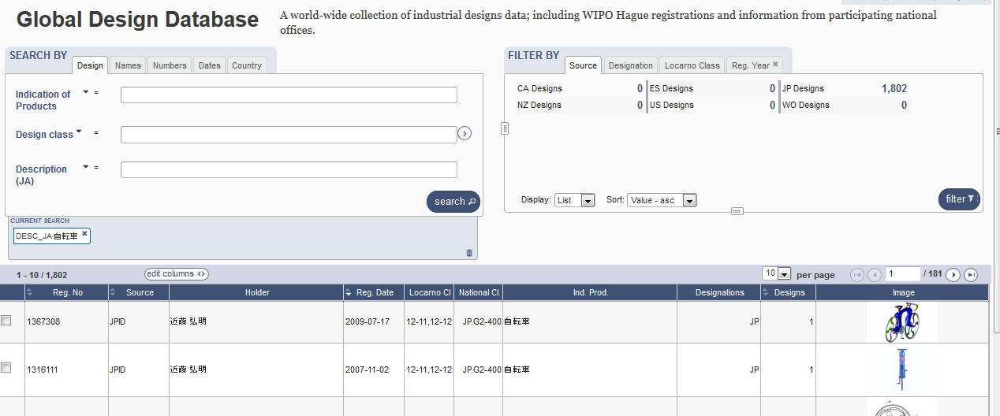 Global Design Database
A world-wide collection of industrial designs data; including WIPO Hague registrations and information from participating national
offices.
SEARCH BY
Design Names Numbers Dates Country
Indication of
Products
=
Design class
=
Description
(JA)
=
search
CURRENT SEARCH
DESC_JA:自転車
FILTER BY
Source Designation Locarno Class Reg. Year
CA Designs 0 ES Designs 0 JP Designs 1,802
NZ Designs 0 US Designs 0 WO Designs 0
Display: List Sort: Value - asc
filter
1 - 10 / 1,802 edit columns 10 per page 1 / 181
Reg. No Source Holder Reg. Date Locarno Cl National Cl. Ind. Prod. Designations Designs Image
1367308 JPID 近藤 弘明 2009-07-17 12-11,12-12 JP.G2-400 自転車 JP 1
1316111 JPID 近藤 弘明 2007-11-02 12-11,12-12 JP.G2-400 自転車 JP 1